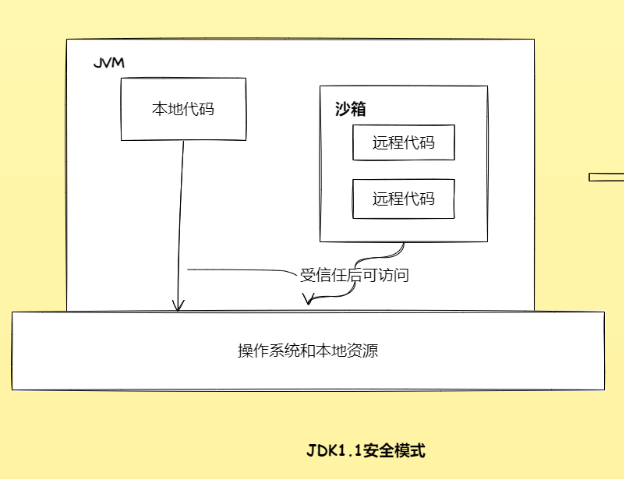 JVM
本地代码
沙箱
远程代码
远程代码
受信任后可访问
操作系统和本地资源
JDK1.1安全模式